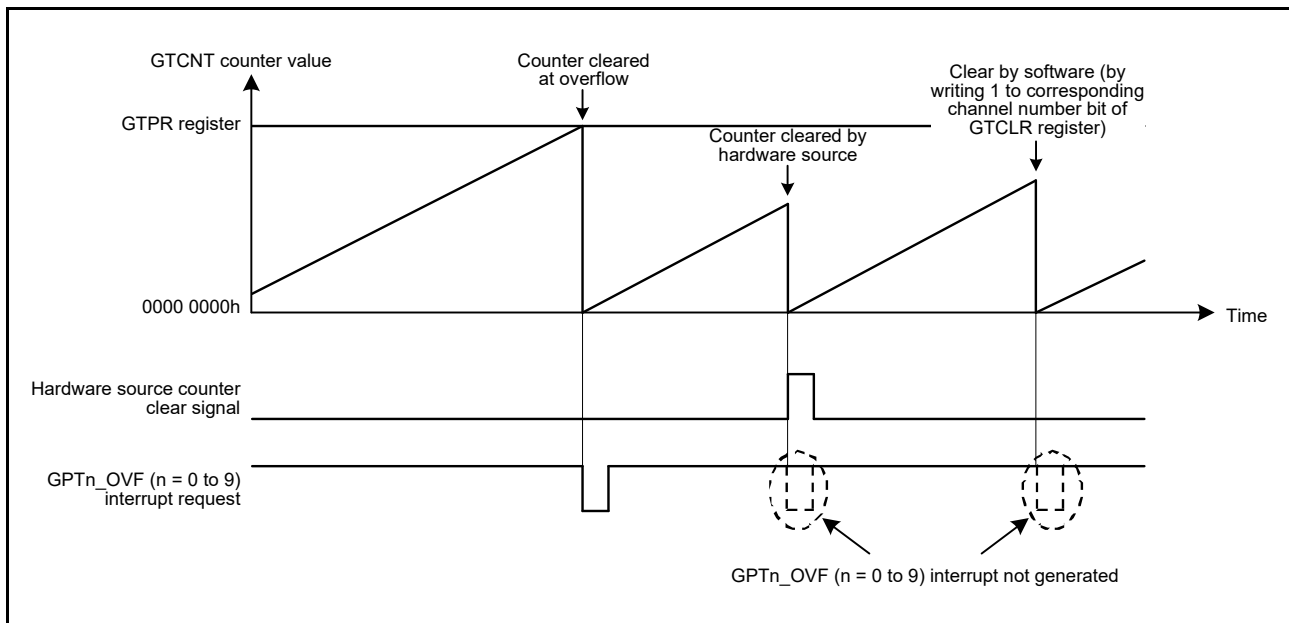 GTCNT counter value
Counter cleared
at overflow
Clear by software (by
writing 1 to corresponding
channel number bit of
GTCLR register)
GTPR register
Counter cleared by
hardware source
0000 0000h
Time
Hardware source counter
clear signal
GPTn_OVF (n = 0 to 9)
interrupt request
GPTn_OVF (n = 0 to 9) interrupt not generated